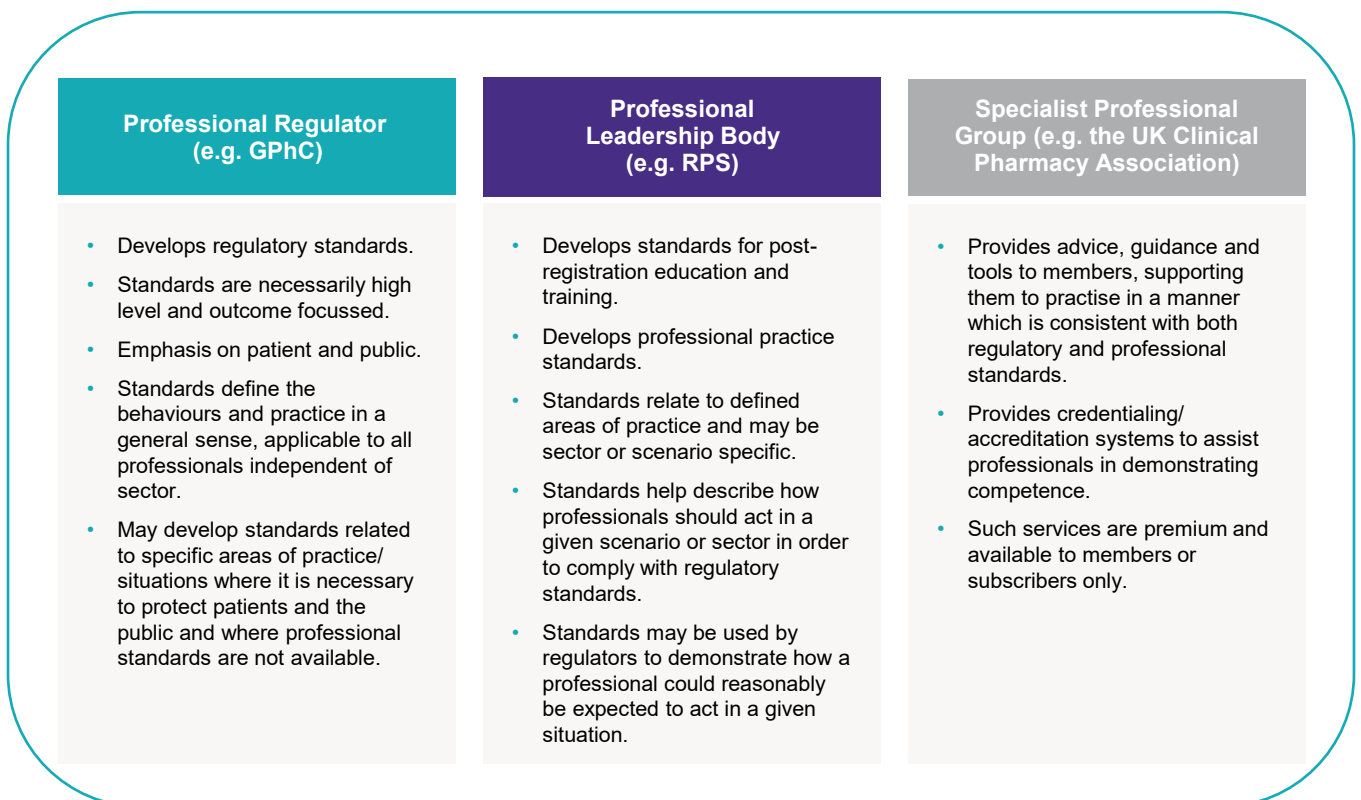 Professional Regulator
(e.g. GPhC)
• Develops regulatory standards.
• Standards are necessarily high
level and outcome focussed.
• Emphasis on patient and public.
• Standards define the
behaviours and practice in a
general sense, applicable to all
professionals independent of
sector.
• May develop standards related
to specific areas of practice/
situations where it is necessary
to protect patients and the
public and where professional
standards are not available.
Professional
Leadership Body
(e.g. RPS)
• Develops standards for post-
registration education and
training.
• Develops professional practice
standards.
• Standards relate to defined
areas of practice and may be
sector or scenario specific.
• Standards help describe how
professionals should act in a
given scenario or sector in order
to comply with regulatory
standards.
• Standards may be used by
regulators to demonstrate how a
professional could reasonably
be expected to act in a given
situation.
Specialist Professional
Group (e.g. the UK Clinical
Pharmacy Association)
• Provides advice, guidance and
tools to members, supporting
them to practise in a manner
which is consistent with both
regulatory and professional
standards.
• Provides credentialing/
accreditation systems to assist
professionals in demonstrating
competence.
• Such services are premium and
available to members or
subscribers only.